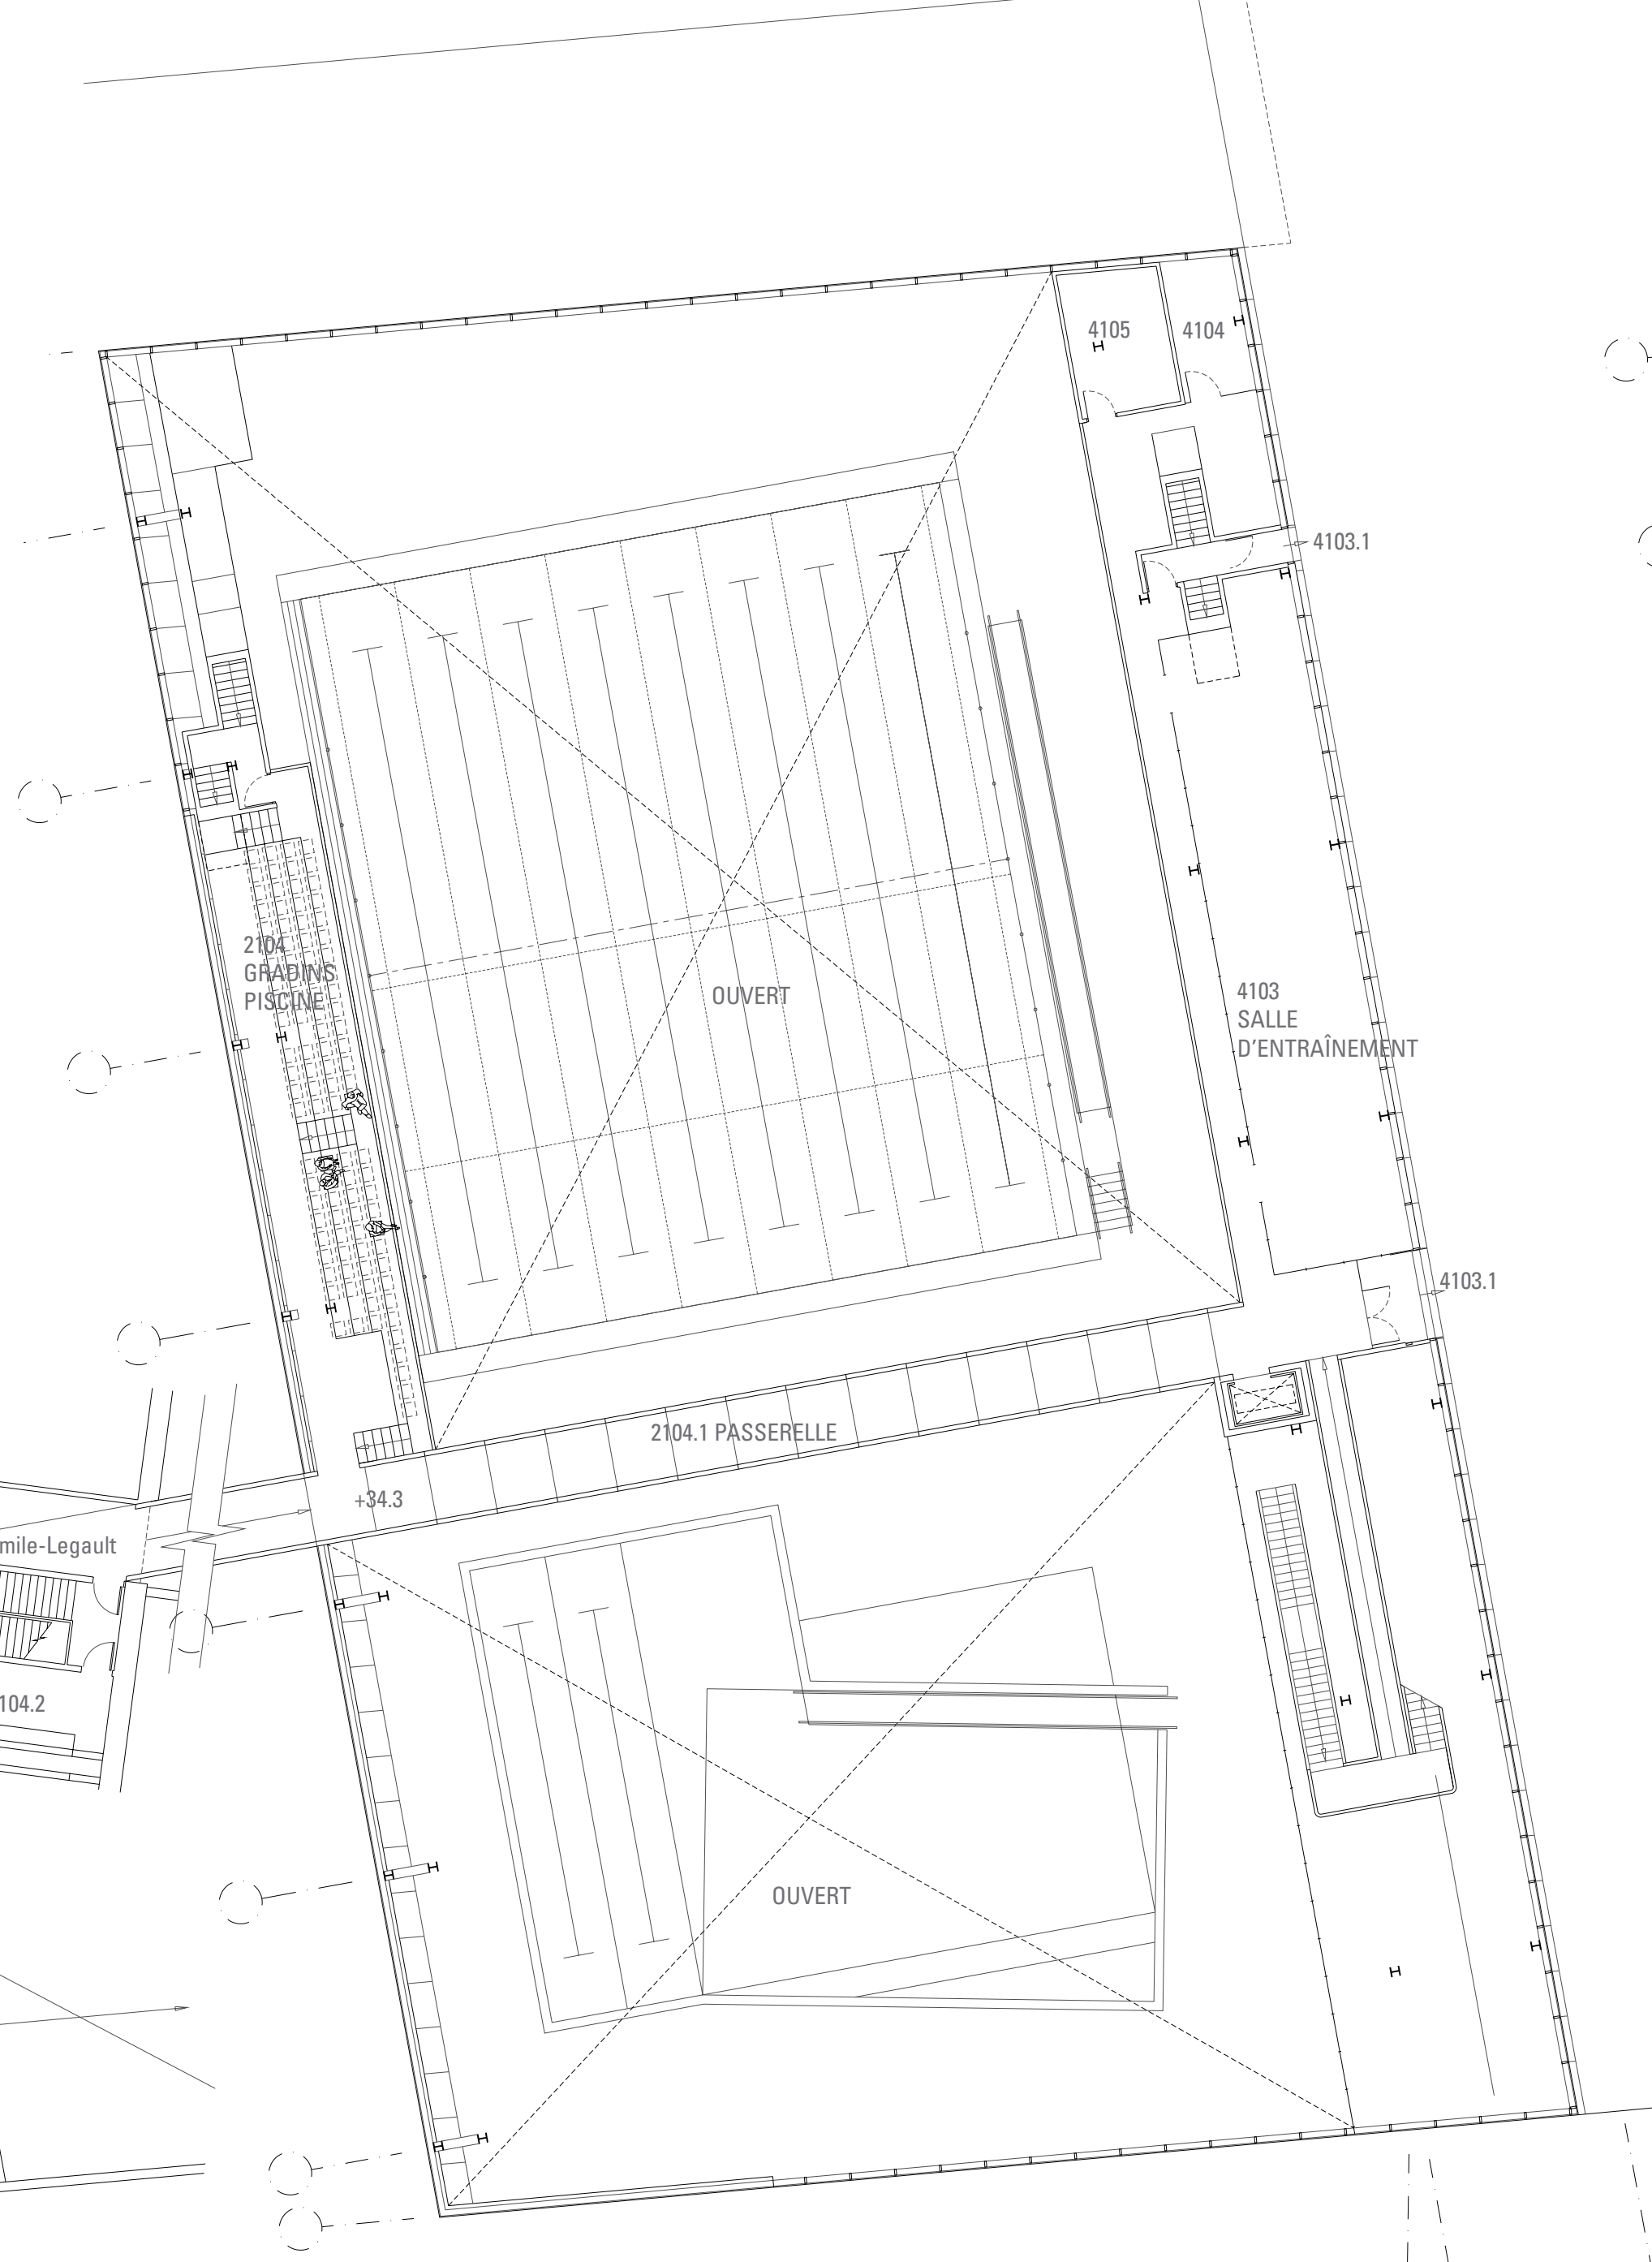 4105
4104
4103.1
2104
GRADINS
PISCINE
OUVERT
4103
SALLE
D'ENTRAÎNEMENT
4103.1
2104.1 PASSERELLE
+34.3
mile-Legault
104.2
OUVERT